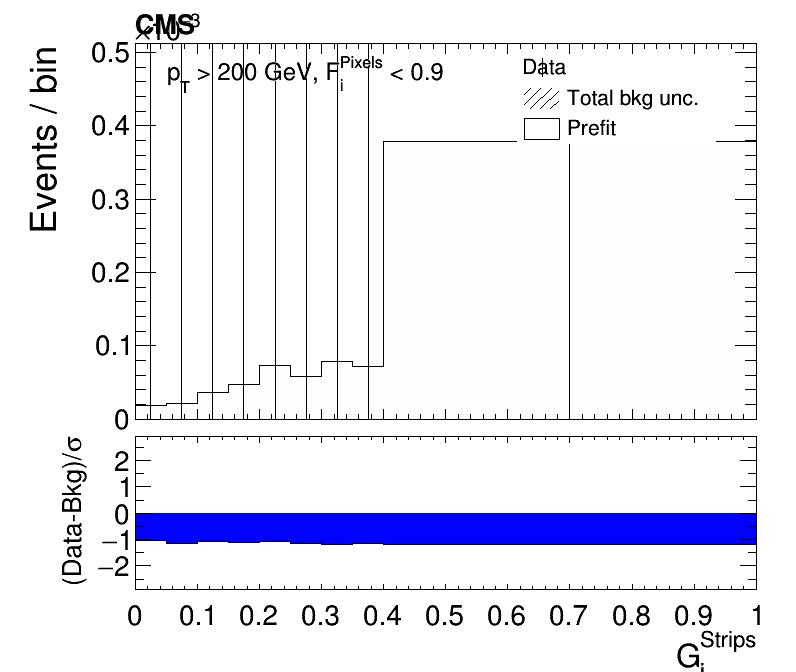 CMS
×10⁻³
p_T > 200 GeV, F_i^Pixels < 0.9
Data
Total bkg unc.
Prefit
Events / bin
0.5
0.4
0.3
0.2
0.1
0
(Data-Bkg)/σ
2
1
0
−1
−2
0 0.1 0.2 0.3 0.4 0.5 0.6 0.7 0.8 0.9 1
G_i^Strips